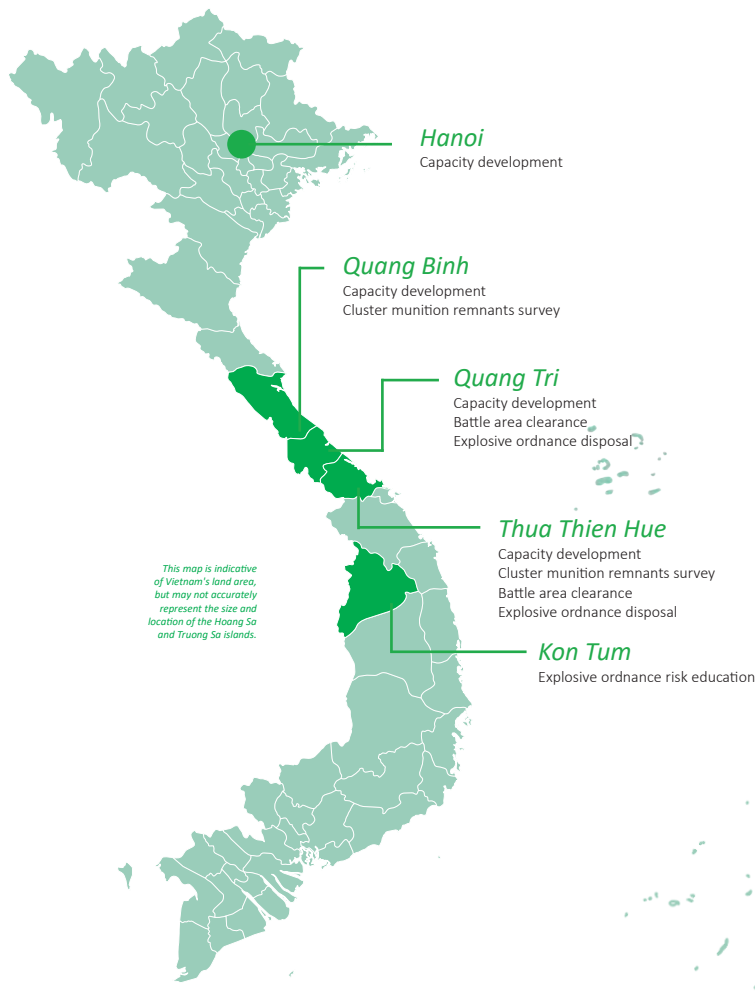 Hanoi
Capacity development
Quang Binh
Capacity development
Cluster munition remnants survey
Quang Tri
Capacity development
Battle area clearance
Explosive ordnance disposal
Thua Thien Hue
Capacity development
Cluster munition remnants survey
Battle area clearance
Explosive ordnance disposal
This map is indicative
of Vietnam's land area,
but may not accurately
represent the size and
location of the Hoang Sa
and Truong Sa islands.
Kon Tum
Explosive ordnance risk education